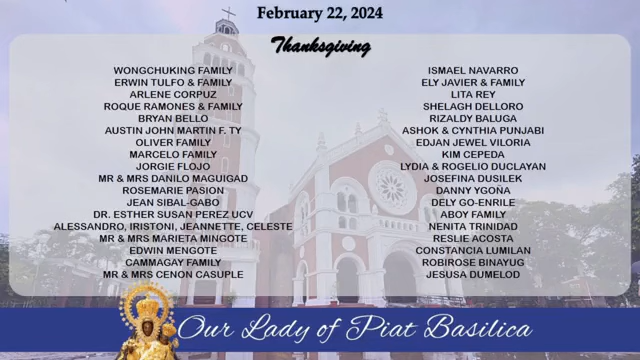 February 22, 2024
Thanksgiving
WONGCHUKING FAMILY
ERWIN TULFO & FAMILY
ARLENE CORPUZ
ROQUE RAMONES & FAMILY
BRYAN BELLO
AUSTIN JOHN MARTIN F. TY
OLIVER FAMILY
MARCELO FAMILY
JORGIE FLOJO
MR & MRS DANILO MAGUIGAD
ROSEMARIE PASION
JEAN SIBAL-GABO
DR. ESTHER SUSAN PEREZ UCV
ALESSANDRO, IRISTONI, JEANNETTE, CELESTE
MR & MRS MARIETA MINGOTE
EDWIN MENGOTE
CAMMAGAY FAMILY
MR & MRS CENON CASUPLE
ISMAEL NAVARRO
ELY JAVIER & FAMILY
LITA REY
SHELAGH DELLORO
RIZALDY BALUGA
ASHOK & CYNTHIA PUNJABI
EDJAN JEWEL VILORIA
KIM CEPEDA
LYDIA & ROGELIO DUCLAYAN
JOSEFINA DUSILEK
DANNY YGOÑA
DELY GO-ENRILE
ABOY FAMILY
NENITA TRINIDAD
RESLIE ACOSTA
CONSTANCIA LUMILAN
ROBIROSE BINAYUG
JESUSA DUMELOD
Our Lady of Piat Basilica